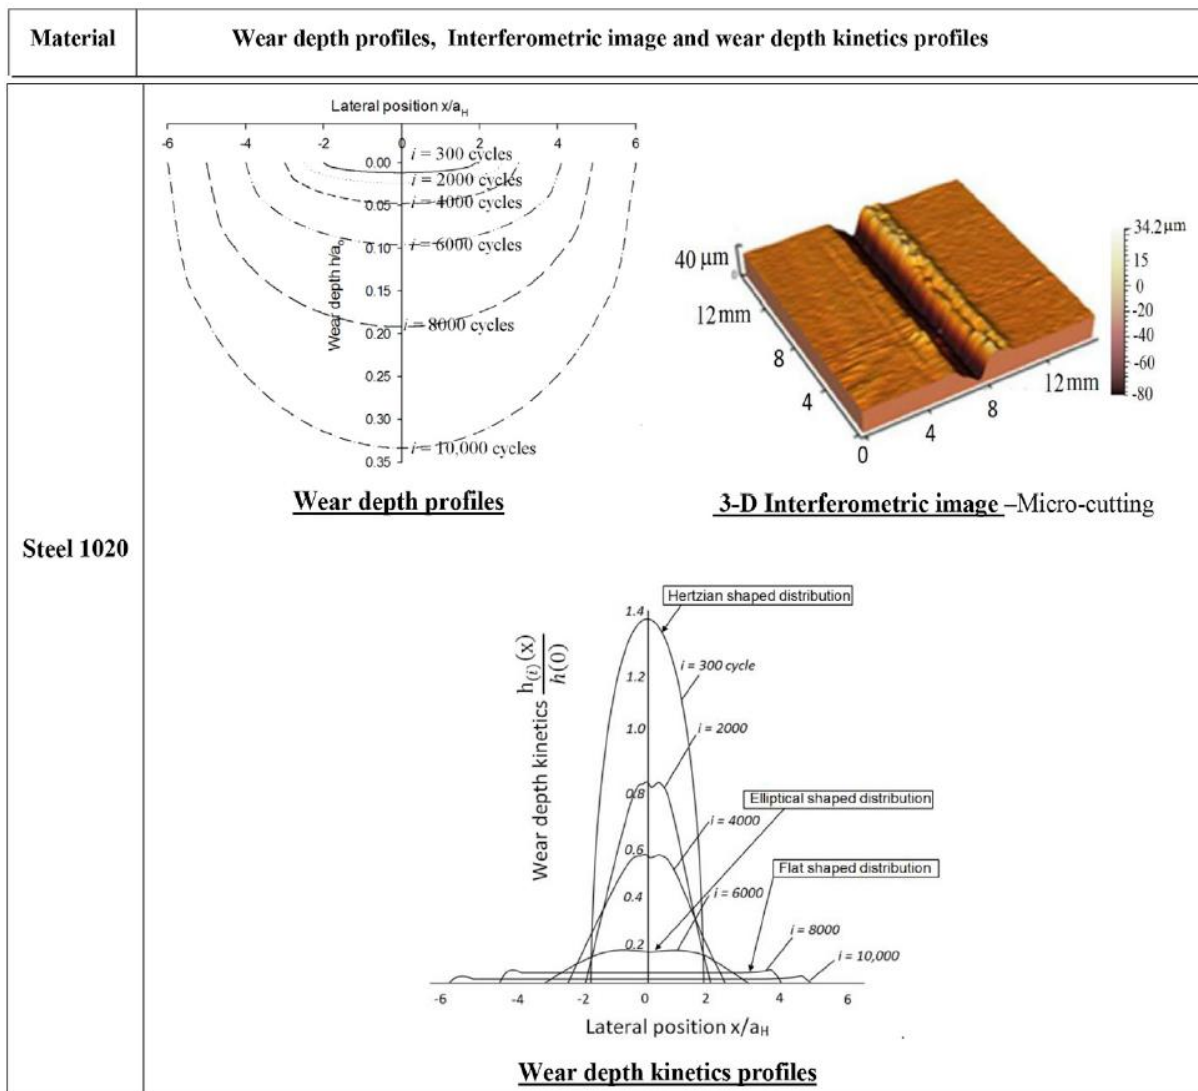 Material
Wear depth profiles, Interferometric image and wear depth kinetics profiles
Steel 1020
Lateral position x/aH
-6 -4 -2 0 2 4 6
0.00
0.05
0.10
0.15
0.20
0.25
0.30
0.35
Wear depth h/ao
i = 300 cycles
i = 2000 cycles
i = 4000 cycles
i = 6000 cycles
i = 8000 cycles
i = 10,000 cycles
Wear depth profiles
40 μm
0
12mm
8
4
0
4
8
12mm
34.2μm
15
0
-20
-40
-60
-80
3-D Interferometric image –Micro-cutting
Hertzian shaped distribution
1.4
1.2
1.0
0.8
0.6
0.4
0.2
Wear depth kinetics h(i)(x)/h(0)
i = 300 cycle
i = 2000
Elliptical shaped distribution
i = 4000
Flat shaped distribution
i = 6000
i = 8000
i = 10,000
-6 -4 -2 0 2 4 6
Lateral position x/aH
Wear depth kinetics profiles